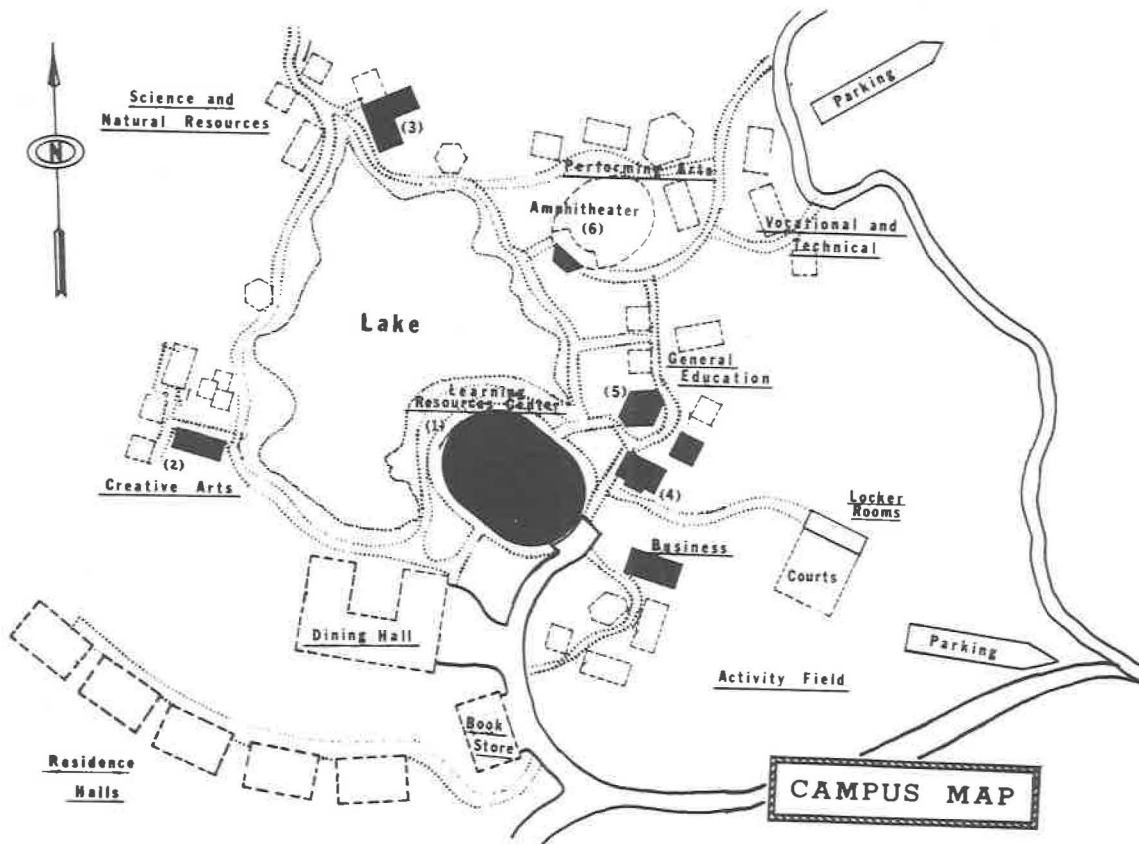 Parking
Science and
Natural Resources
(3)
N
Performing Arts
Amphitheater
(6)
Vocational and
Technical
Lake
General
Education
Learning
Resources Center
(5)
(1)
(2)
Creative Arts
(4)
Locker
Rooms
Business
Courts
Dining Hall
Parking
Activity Field
Book
Store
Residence
Halls
CAMPUS MAP